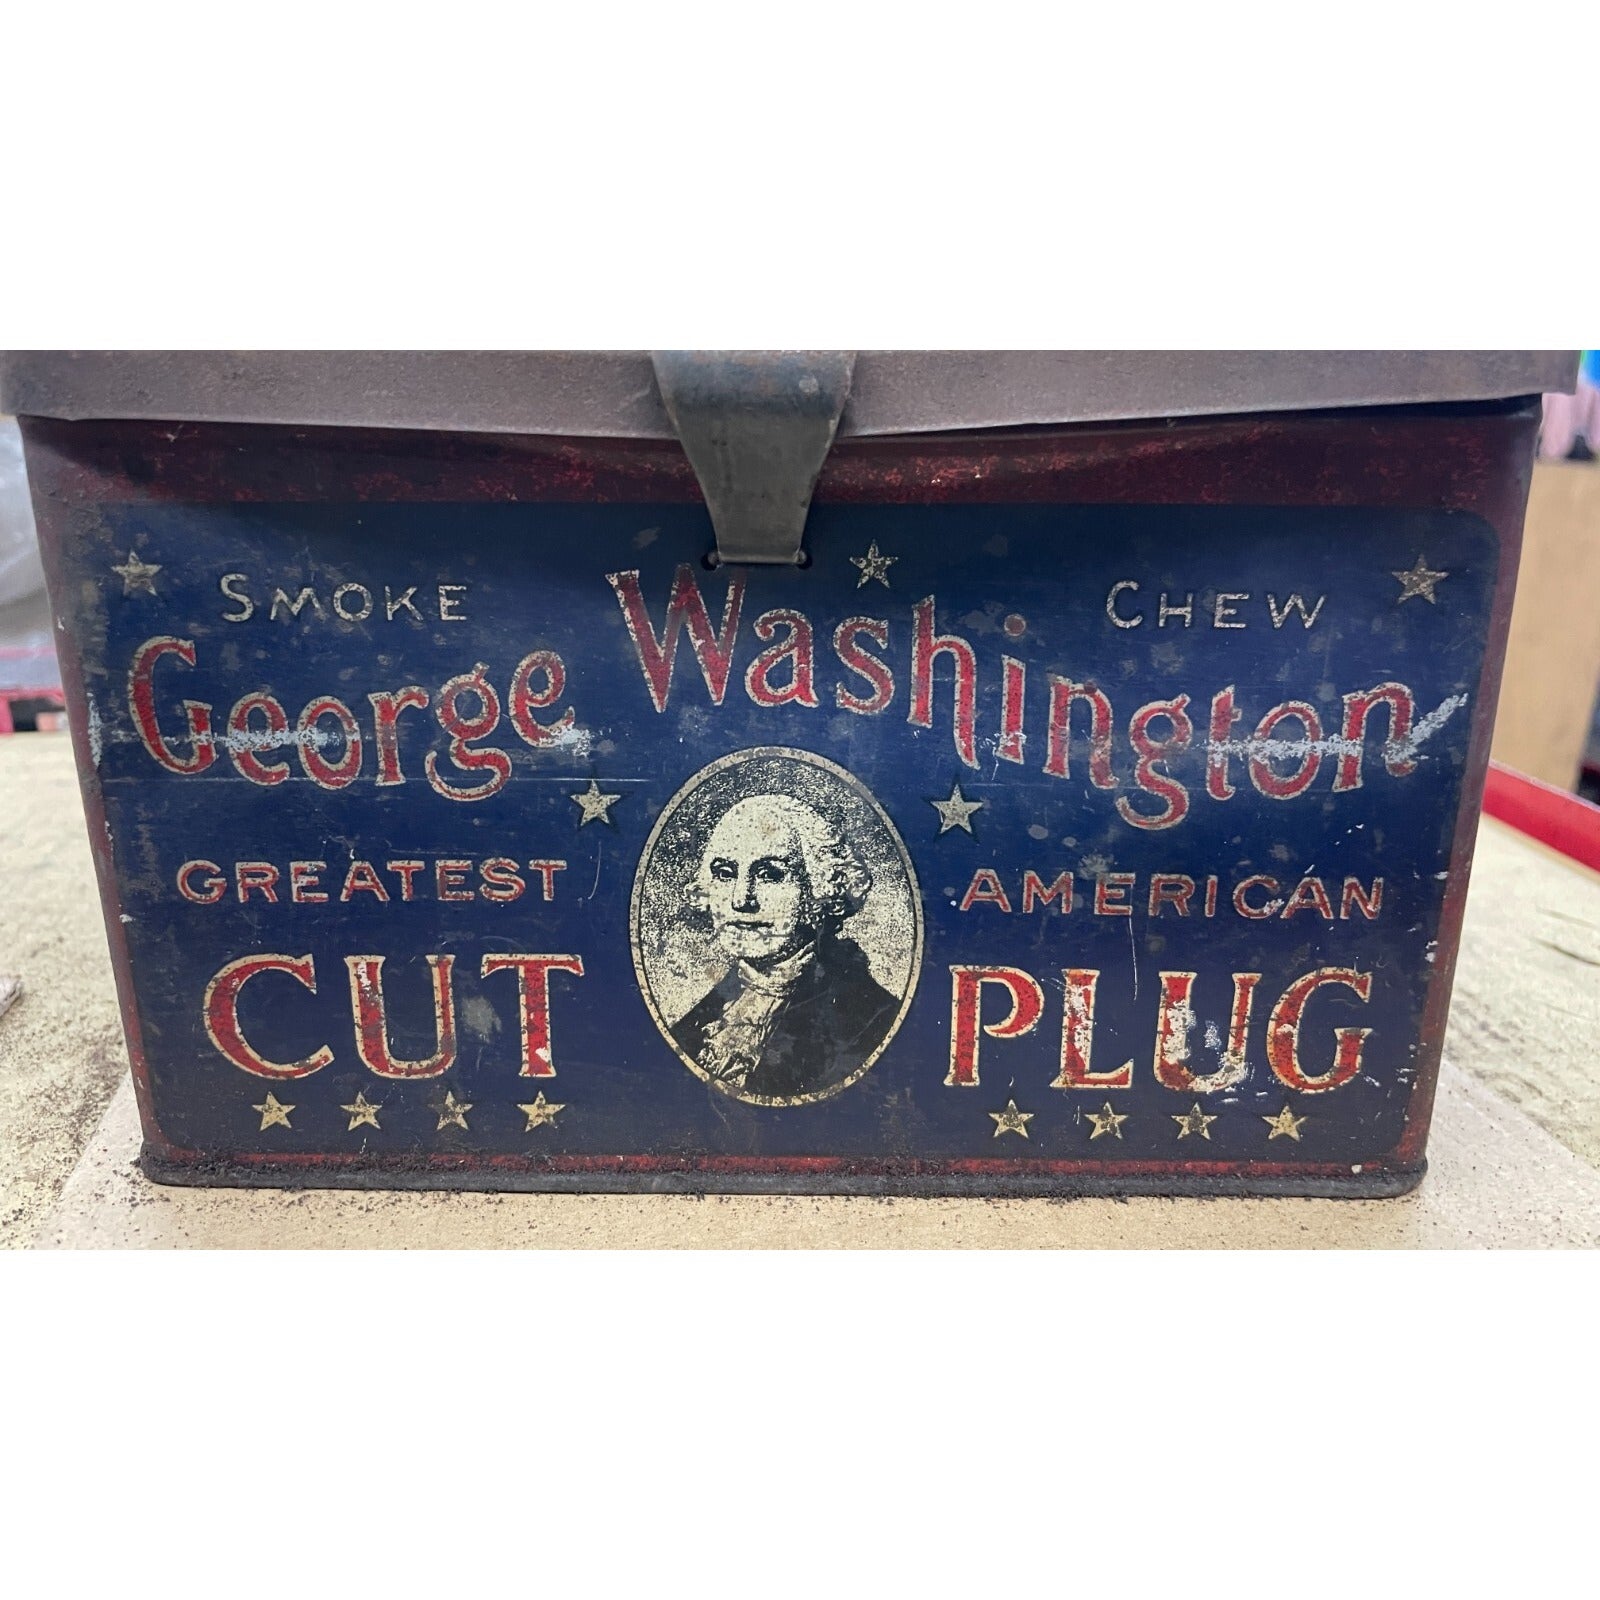 SMOKE CHEW
George Washington
GREATEST AMERICAN
CUT PLUG